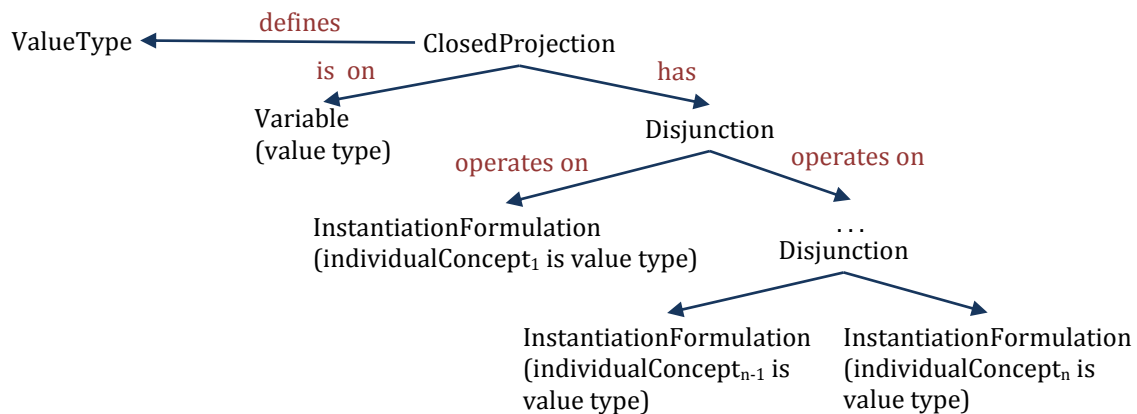 defines
ValueType
ClosedProjection
is on
has
Variable
(value type)
Disjunction
operates on
operates on
InstantiationFormulation
(individualConcept₁ is value type)
. . .
Disjunction
InstantiationFormulation
(individualConceptₙ₋₁ is
value type)
InstantiationFormulation
(individualConceptₙ is
value type)